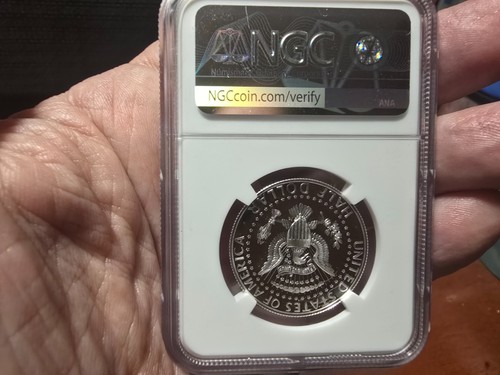 NGC
NGCcoin.com/verify
ANA
UNITED STATES OF AMERICA
HALF DOLLAR